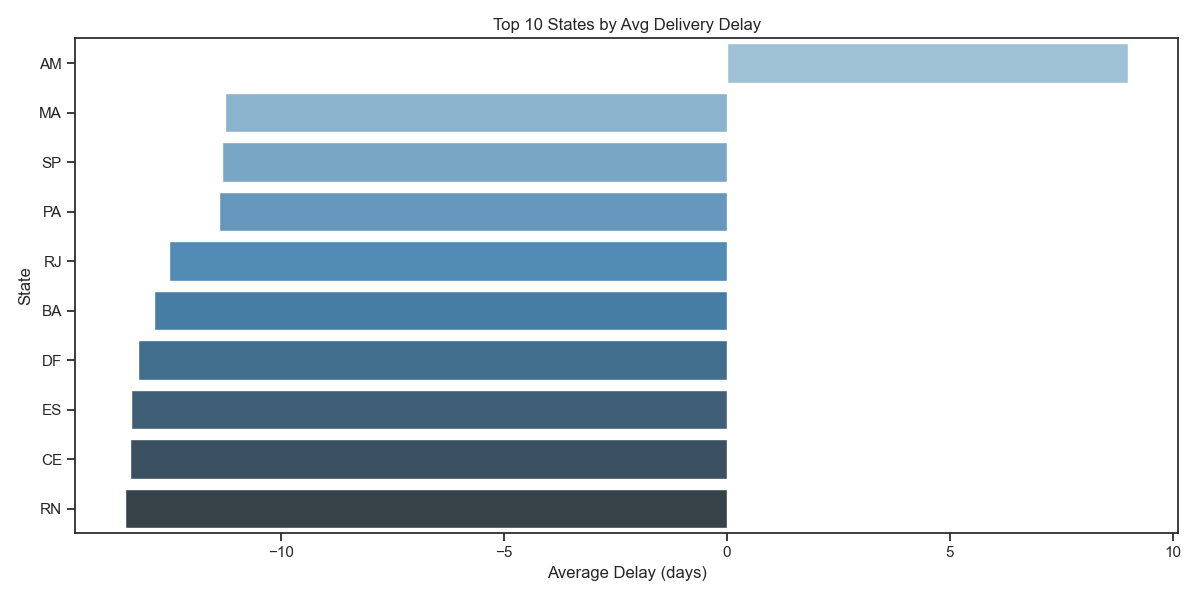 Top 10 States by Avg Delivery Delay
State
AM
MA
SP
PA
RJ
BA
DF
ES
CE
RN
−10
−5
0
5
10
Average Delay (days)